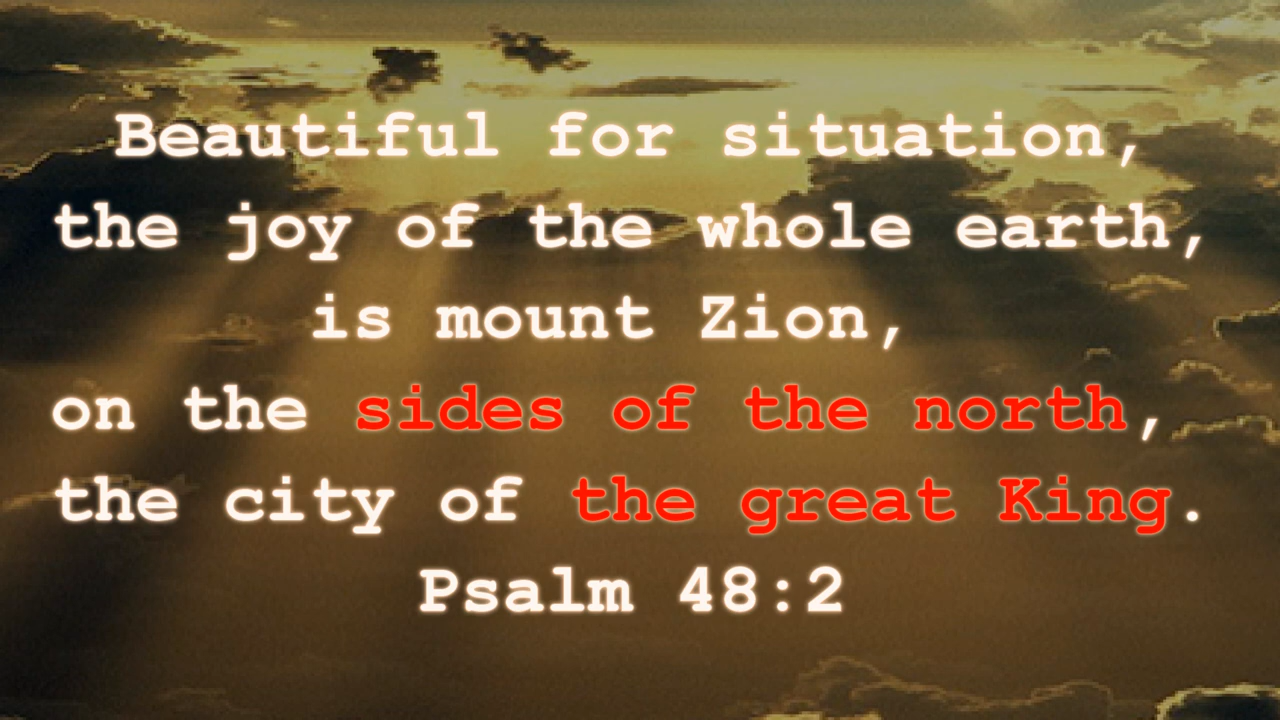 Beautiful for situation,
the joy of the whole earth,
is mount Zion,
on the sides of the north,
the city of the great King.
Psalm 48:2